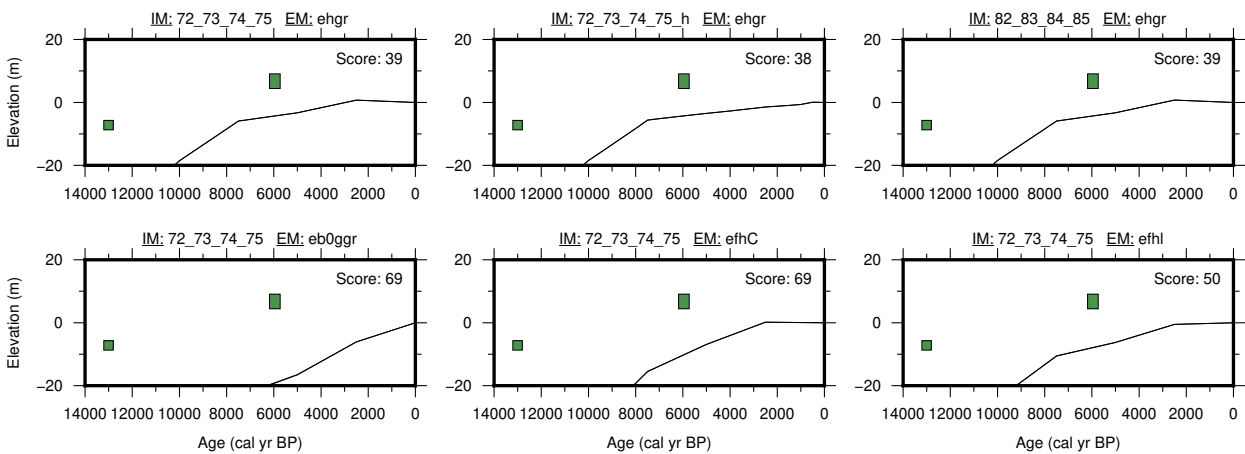 IM: 72_73_74_75 EM: ehgr
IM: 72_73_74_75_h EM: ehgr
IM: 82_83_84_85 EM: ehgr
Elevation (m)
20
0
−20
Score: 39
14000 12000 10000 8000 6000 4000 2000 0
20
0
−20
Score: 38
14000 12000 10000 8000 6000 4000 2000 0
20
0
−20
Score: 39
14000 12000 10000 8000 6000 4000 2000 0
IM: 72_73_74_75 EM: eb0ggr
IM: 72_73_74_75 EM: efhC
IM: 72_73_74_75 EM: efhl
Elevation (m)
20
0
−20
Score: 69
14000 12000 10000 8000 6000 4000 2000 0
Age (cal yr BP)
20
0
−20
Score: 69
14000 12000 10000 8000 6000 4000 2000 0
Age (cal yr BP)
20
0
−20
Score: 50
14000 12000 10000 8000 6000 4000 2000 0
Age (cal yr BP)